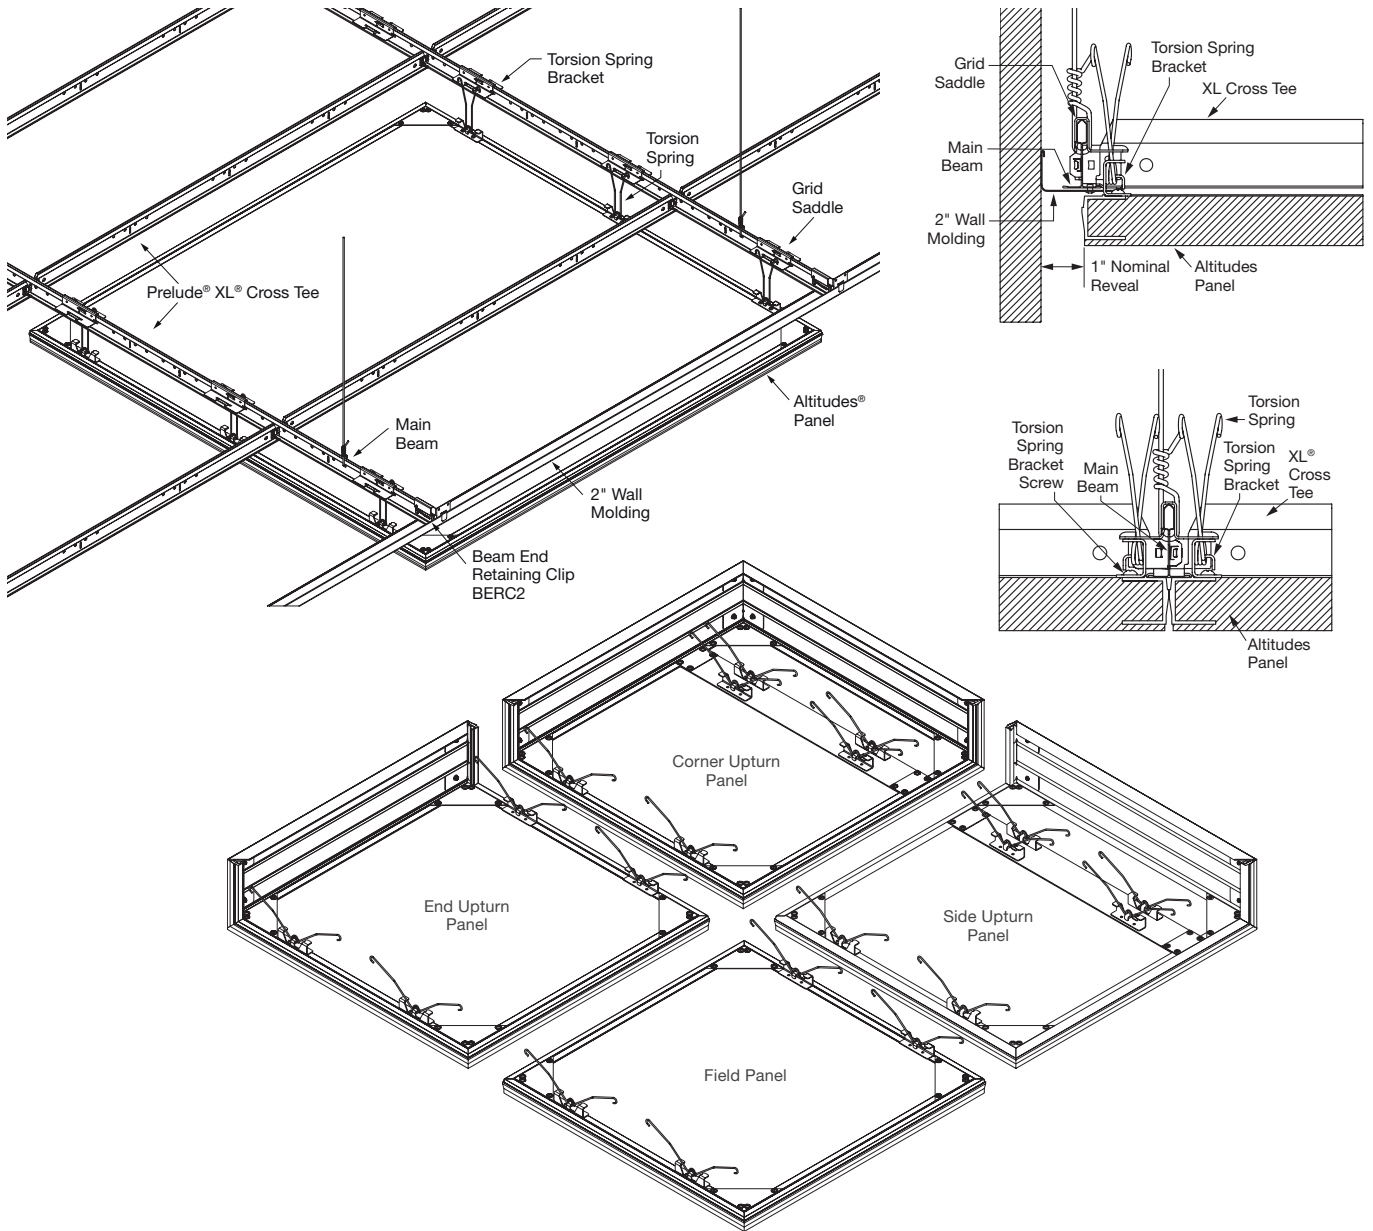 Torsion Spring
Bracket
Torsion
Spring
Grid
Saddle
Prelude® XL® Cross Tee
Main
Beam
Altitudes®
Panel
2" Wall
Molding
Beam End
Retaining Clip
BERC2
Grid
Saddle
Torsion Spring
Bracket
XL Cross Tee
Main
Beam
2" Wall
Molding
1" Nominal
Reveal
Altitudes
Panel
Torsion
Spring
Torsion
Spring
Bracket
Screw
Main
Beam
Torsion
Spring
Bracket
XL®
Cross
Tee
Altitudes
Panel
Corner Upturn
Panel
End Upturn
Panel
Side Upturn
Panel
Field Panel